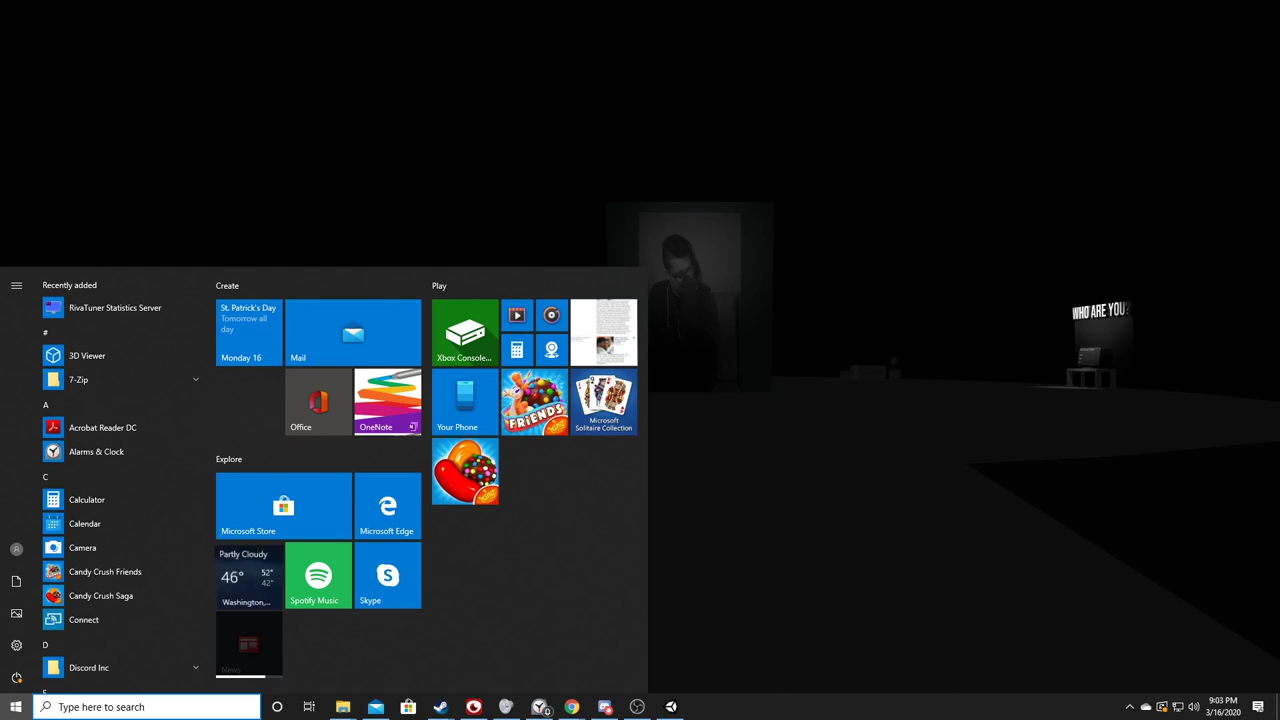 Recently added
RivaTuner Statistics Server
#
3D Viewer
7-Zip
A
Acrobat Reader DC
Alarms & Clock
C
Calculator
Calendar
Camera
Candy Crush Friends
Candy Crush Saga
Connect
D
Discord Inc
Create
St. Patrick's Day
Tomorrow all
day
Monday 16
Mail
Office
OneNote
Explore
Microsoft Store
Microsoft Edge
Partly Cloudy
46°
52°
42°
Washington,...
Spotify Music
Skype
News
Play
Xbox Console...
Your Phone
FRiENDS
King
Microsoft
Solitaire Collection
King
WHO ARE YOU?
Type here to search
9:03 PM
3/16/2020